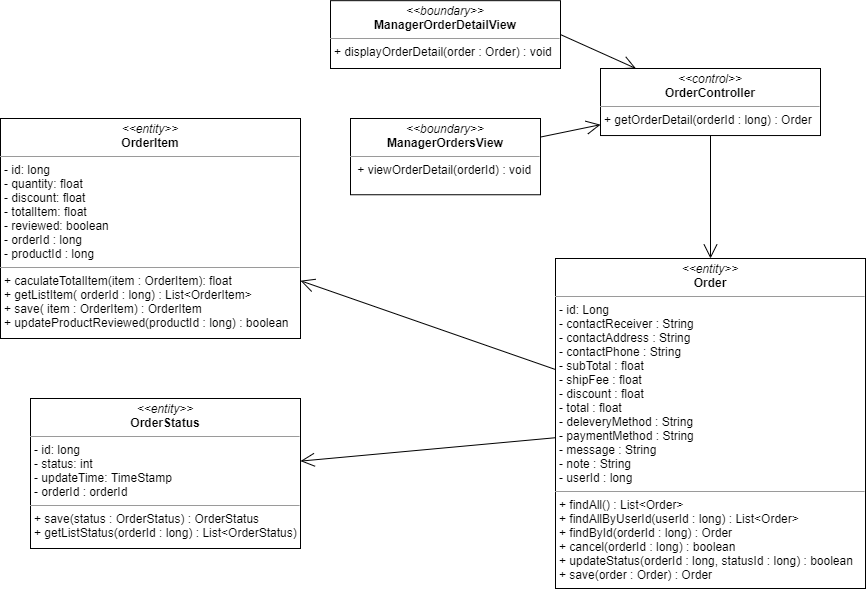 <<boundary>>
ManagerOrderDetailView
+ displayOrderDetail(order : Order) : void
<<control>>
OrderController
+ getOrderDetail(orderId : long) : Order
<<boundary>>
ManagerOrdersView
+ viewOrderDetail(orderId) : void
<<entity>>
OrderItem
- id: long
- quantity: float
- discount: float
- totalItem: float
- reviewed: boolean
- orderId : long
- productId : long
+ caculateTotalItem(item : OrderItem): float
+ getListItem( orderId : long) : List<OrderItem>
+ save( item : OrderItem) : OrderItem
+ updateProductReviewed(productId : long) : boolean
<<entity>>
Order
- id: Long
- contactReceiver : String
- contactAddress : String
- contactPhone : String
- subTotal : float
- shipFee : float
- discount : float
- total : float
- deleveryMethod : String
- paymentMethod : String
- message : String
- note : String
- userId : long
+ findAll() : List<Order>
+ findAllByUserId(userId : long) : List<Order>
+ findById(orderId : long) : Order
+ cancel(orderId : long) : boolean
+ updateStatus(orderId : long, statusId : long) : boolean
+ save(order : Order) : Order
<<entity>>
OrderStatus
- id: long
- status: int
- updateTime: TimeStamp
- orderId : orderId
+ save(status : OrderStatus) : OrderStatus
+ getListStatus(orderId : long) : List<OrderStatus)